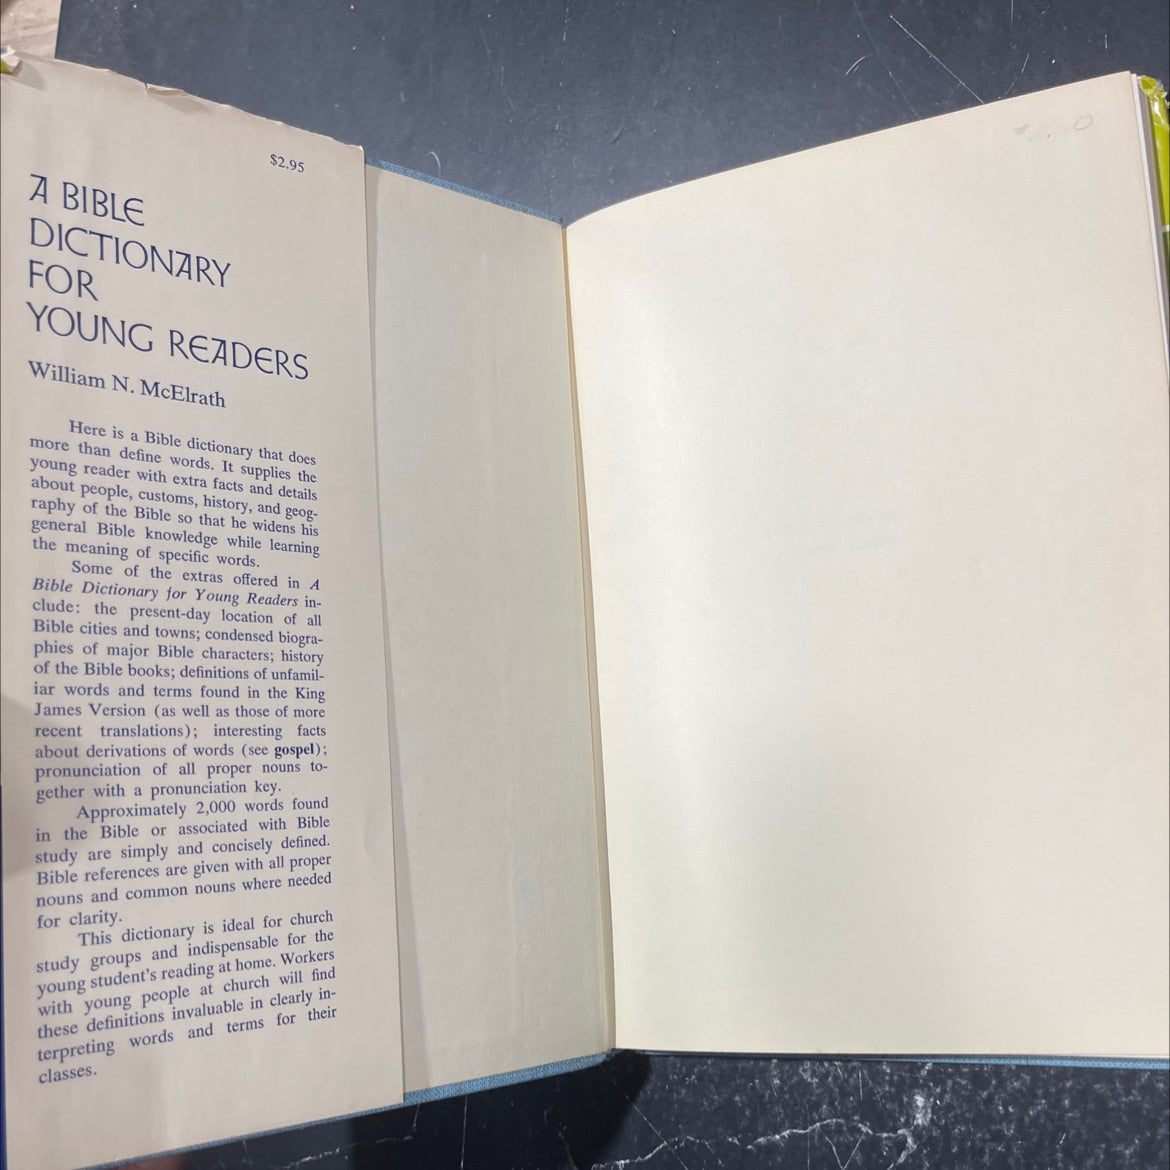 $2.95
A BIBLE
DICTIONARY
FOR
YOUNG READERS
William N. McElrath
Here is a Bible dictionary that does
more than define words. It supplies the
young reader with extra facts and details
about people, customs, history, and geog-
raphy of the Bible so that he widens his
general Bible knowledge while learning
the meaning of specific words.
Some of the extras offered in A
Bible Dictionary for Young Readers in-
clude: the present-day location of all
Bible cities and towns; condensed biogra-
phies of major Bible characters; history
of the Bible books; definitions of unfamil-
iar words and terms found in the King
James Version (as well as those of more
recent translations); interesting facts
about derivations of words (see gospel);
pronunciation of all proper nouns to-
gether with a pronunciation key.
Approximately 2,000 words found
in the Bible or associated with Bible
study are simply and concisely defined.
Bible references are given with all proper
nouns and common nouns where needed
for clarity.
This dictionary is ideal for church
study groups and indispensable for the
young student's reading at home. Workers
with young people at church will find
these definitions invaluable in clearly in-
terpreting words and terms for their
classes.